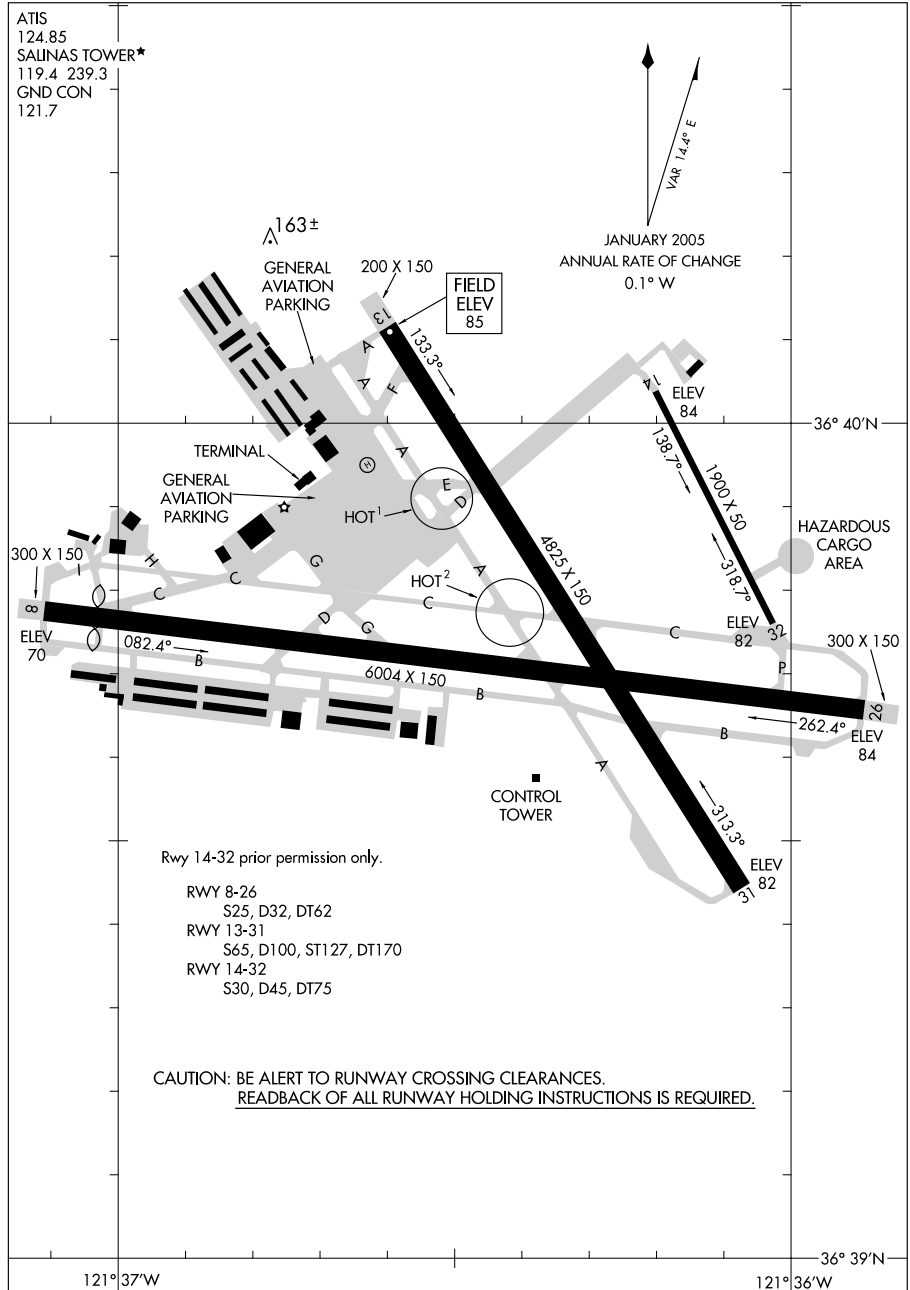 ATIS
124.85
SALINAS TOWER★
119.4 239.3
GND CON
121.7
VAR 14.4° E
JANUARY 2005
ANNUAL RATE OF CHANGE
0.1° W
163±
GENERAL
AVIATION
PARKING
200 X 150
FIELD
ELEV
85
13
133.3°
A
A
F
A
14
ELEV
84
36° 40'N
138.7°
1900 X 50
318.7°
TERMINAL
GENERAL
AVIATION
PARKING
H
HOT1
E
D
4825 X 150
HAZARDOUS
CARGO
AREA
300 X 150
H
C
C
G
HOT2
A
C
C
ELEV
82
32
300 X 150
8
ELEV
70
082.4°
D
G
B
6004 X 150
B
P
26
262.4°
ELEV
84
B
A
CONTROL
TOWER
313.3°
ELEV
82
31
Rwy 14-32 prior permission only.
RWY 8-26
S25, D32, DT62
RWY 13-31
S65, D100, ST127, DT170
RWY 14-32
S30, D45, DT75
CAUTION: BE ALERT TO RUNWAY CROSSING CLEARANCES.
READBACK OF ALL RUNWAY HOLDING INSTRUCTIONS IS REQUIRED.
36° 39'N
121° 37'W
121° 36'W